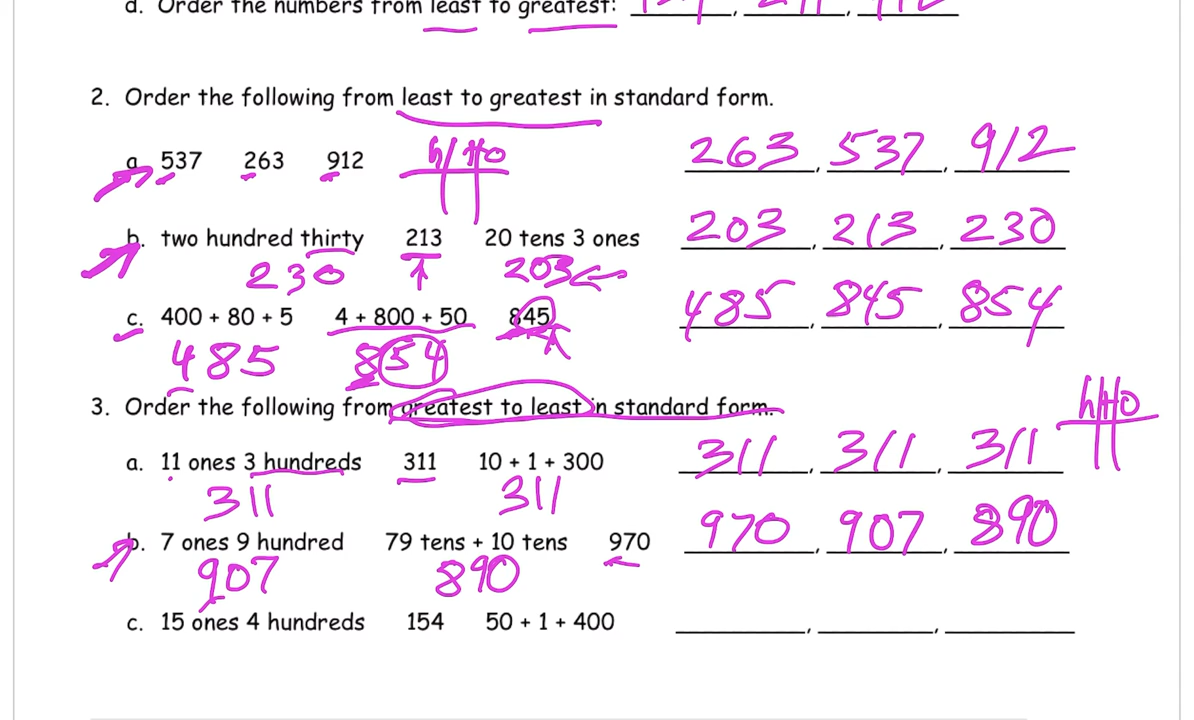 d. Order the numbers from least to greatest:
2. Order the following from least to greatest in standard form.
a. 537 263 912 h t o 263, 537, 912
b. two hundred thirty 213 20 tens 3 ones 203, 213, 230
230 203
c. 400 + 80 + 5 4 + 800 + 50 845 485, 845, 854
485 854
3. Order the following from greatest to least in standard form. h t o
a. 11 ones 3 hundreds 311 10 + 1 + 300 311, 311, 311
311 311
b. 7 ones 9 hundred 79 tens + 10 tens 970 970, 907, 890
907 890
c. 15 ones 4 hundreds 154 50 + 1 + 400